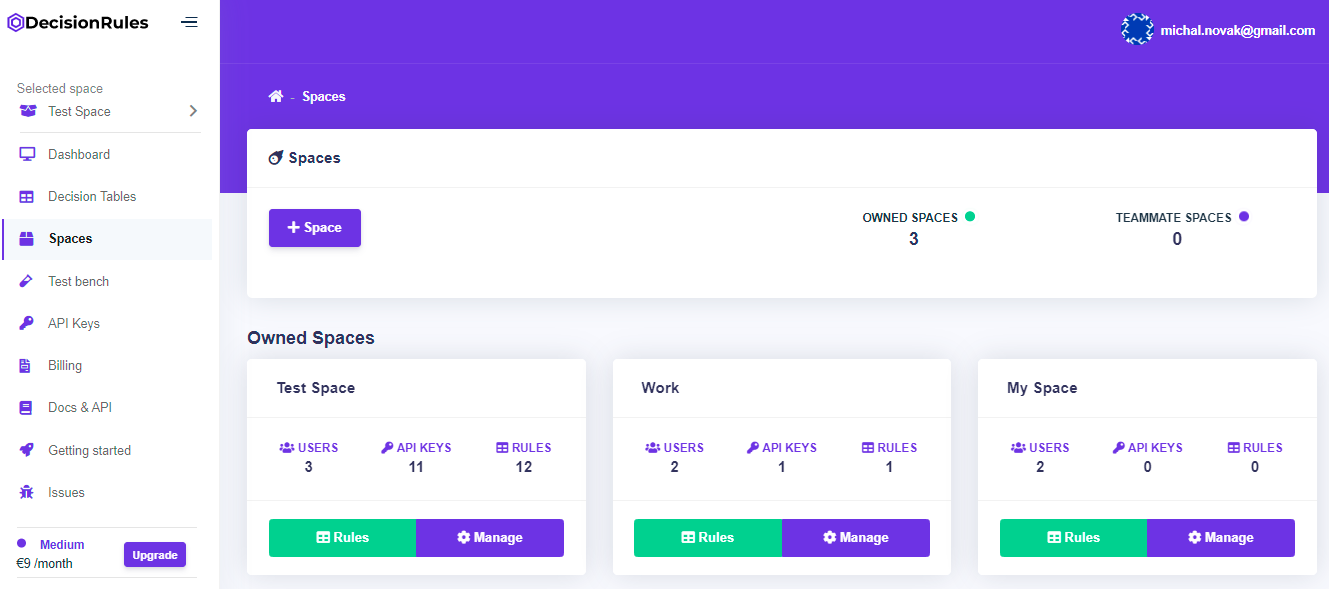 DecisionRules
michal.novak@gmail.com
Selected space
Test Space
Dashboard
Decision Tables
Spaces
Test bench
API Keys
Billing
Docs & API
Getting started
Issues
Medium
€9 /month
Upgrade
- Spaces
Spaces
+ Space
OWNED SPACES
3
TEAMMATE SPACES
0
Owned Spaces
Test Space
USERS API KEYS RULES
3 11 12
Rules Manage
Work
USERS API KEYS RULES
2 1 1
Rules Manage
My Space
USERS API KEYS RULES
2 0 0
Rules Manage